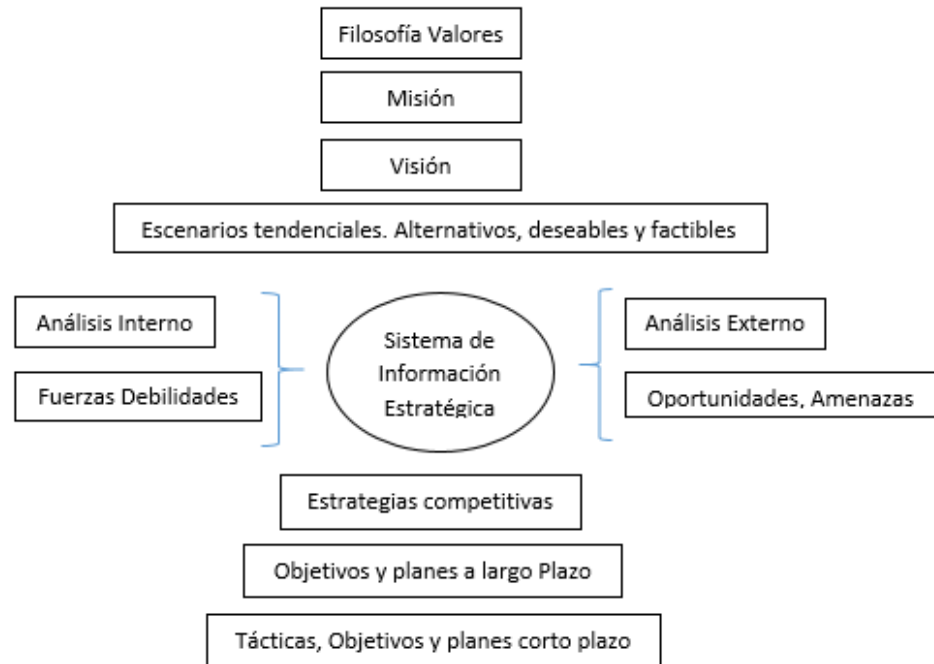 Filosofía Valores
Misión
Visión
Escenarios tendenciales. Alternativos, deseables y factibles
Análisis Interno
Fuerzas Debilidades
Sistema de
Información
Estratégica
Análisis Externo
Oportunidades, Amenazas
Estrategias competitivas
Objetivos y planes a largo Plazo
Tácticas, Objetivos y planes corto plazo